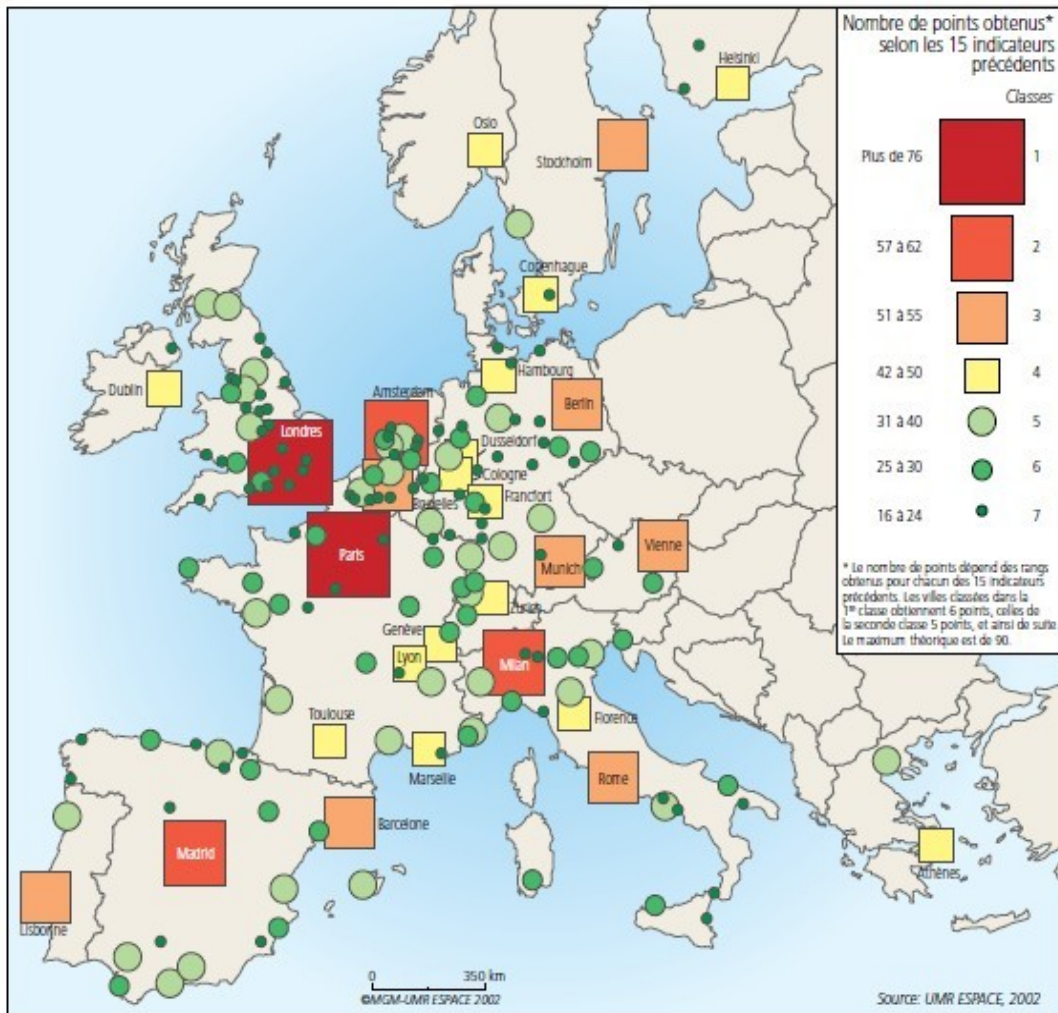 Nombre de points obtenus*
selon les 15 indicateurs
précédents
Classes
Plus de 76 1
57 à 62 2
51 à 55 3
42 à 50 4
31 à 40 5
25 à 30 6
16 à 24 7
* Le nombre de points dépend des rangs
obtenus pour chacun des 15 indicateurs
précédents. Les villes classées dans la
1re classe obtiennent 6 points, celles de
la seconde classe 5 points, et ainsi de suite.
Le maximum théorique est de 90.
Helsinki
Oslo
Stockholm
Copenhague
Dublin
Hambourg
Amsterdam
Berlin
Londres
Dusseldorf
Cologne
Bruxelles
Francfort
Paris
Vienne
Munich
Zurich
Genève
Lyon
Milan
Toulouse
Florence
Marseille
Rome
Barcelone
Madrid
Athènes
Lisbonne
0 350 km
©MGM-UMR ESPACE 2002
Source: UMR ESPACE, 2002